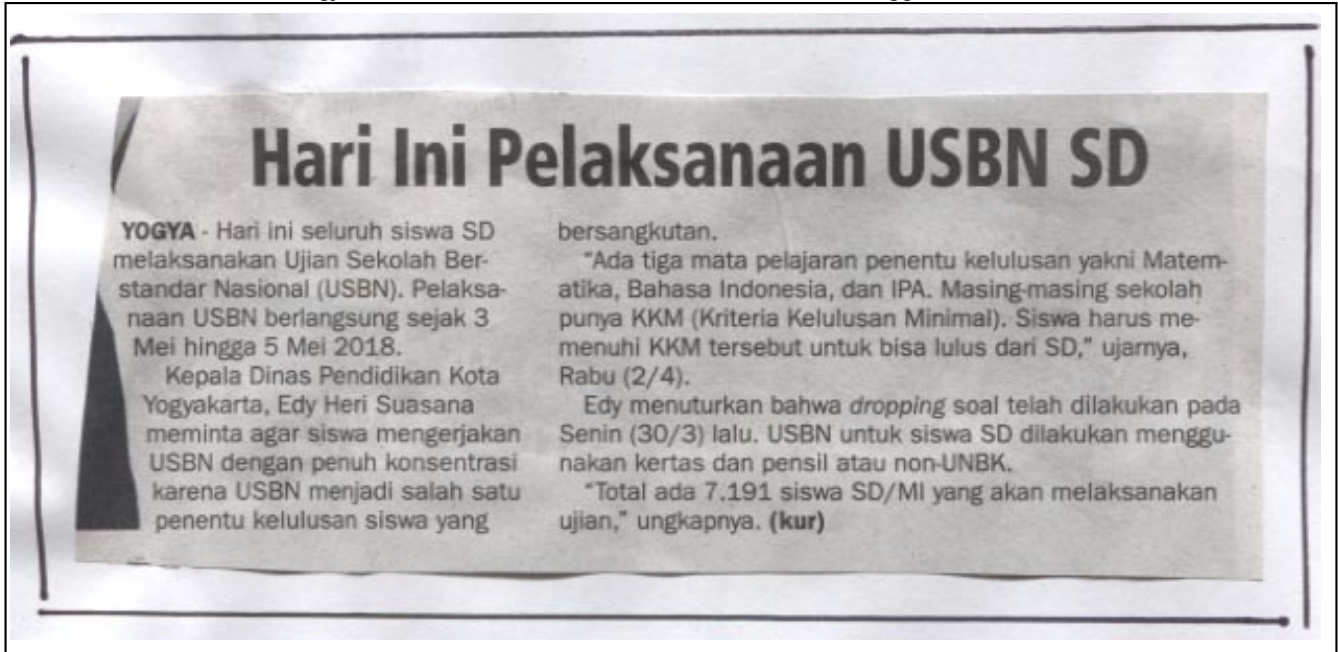 Hari Ini Pelaksanaan USBN SD
YOGYA - Hari ini seluruh siswa SD
melaksanakan Ujian Sekolah Ber-
standar Nasional (USBN). Pelaksa-
naan USBN berlangsung sejak 3
Mei hingga 5 Mei 2018.
Kepala Dinas Pendidikan Kota
Yogyakarta, Edy Heri Suasana
meminta agar siswa mengerjakan
USBN dengan penuh konsentrasi
karena USBN menjadi salah satu
penentu kelulusan siswa yang
bersangkutan.
"Ada tiga mata pelajaran penentu kelulusan yakni Matem-
atika, Bahasa Indonesia, dan IPA. Masing-masing sekolah
punya KKM (Kriteria Kelulusan Minimal). Siswa harus me-
menuhi KKM tersebut untuk bisa lulus dari SD," ujarnya,
Rabu (2/4).
Edy menuturkan bahwa dropping soal telah dilakukan pada
Senin (30/3) lalu. USBN untuk siswa SD dilakukan menggu-
nakan kertas dan pensil atau non-UNBK.
"Total ada 7.191 siswa SD/MI yang akan melaksanakan
ujian," ungkapnya. (kur)